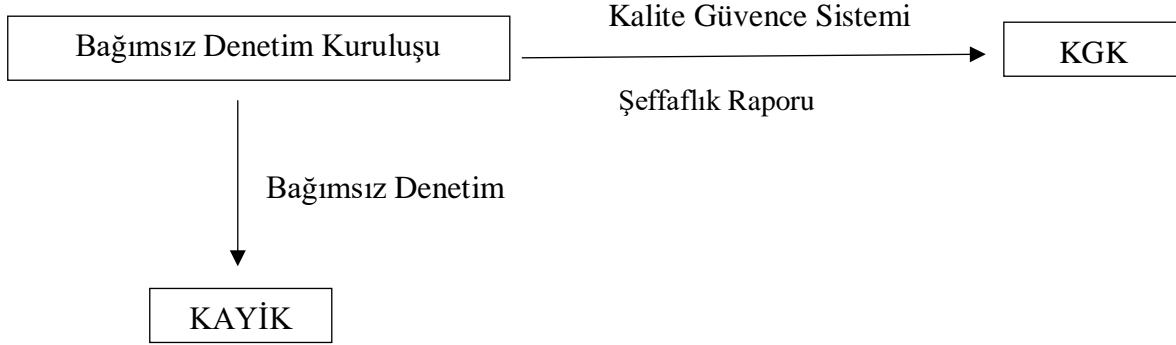 Kalite Güvence Sistemi
Bağımsız Denetim Kuruluşu
KGK
Şeffaflık Raporu
Bağımsız Denetim
KAYİK